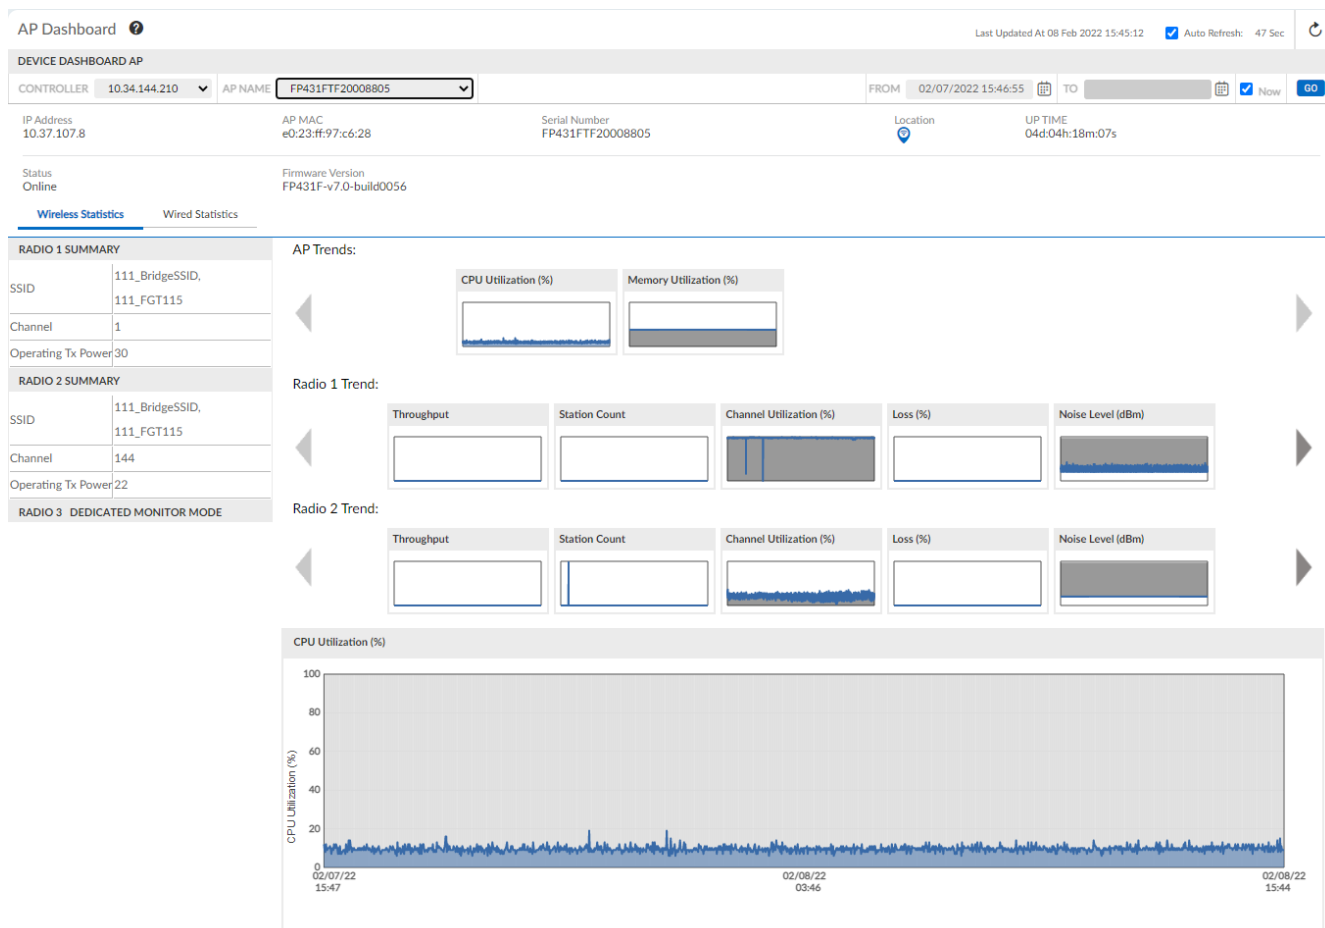 AP Dashboard ?
Last Updated At 08 Feb 2022 15:45:12 Auto Refresh: 47 Sec
DEVICE DASHBOARD AP
CONTROLLER 10.34.144.210 AP NAME FP431FTF20008805 FROM 02/07/2022 15:46:55 TO Now GO
IP Address AP MAC Serial Number Location UP TIME
10.37.107.8 e0:23:ff:97:c6:28 FP431FTF20008805 04d:04h:18m:07s
Status Firmware Version
Online FP431F-v7.0-build0056
Wireless Statistics Wired Statistics
RADIO 1 SUMMARY
SSID 111_BridgeSSID,
111_FGT115
Channel 1
Operating Tx Power 30
RADIO 2 SUMMARY
SSID 111_BridgeSSID,
111_FGT115
Channel 144
Operating Tx Power 22
RADIO 3 DEDICATED MONITOR MODE
AP Trends:
CPU Utilization (%) Memory Utilization (%)
Radio 1 Trend:
Throughput Station Count Channel Utilization (%) Loss (%) Noise Level (dBm)
Radio 2 Trend:
Throughput Station Count Channel Utilization (%) Loss (%) Noise Level (dBm)
CPU Utilization (%)
CPU Utilization (%)
100
80
60
40
20
0
02/07/22 02/08/22 02/08/22
15:47 03:46 15:44